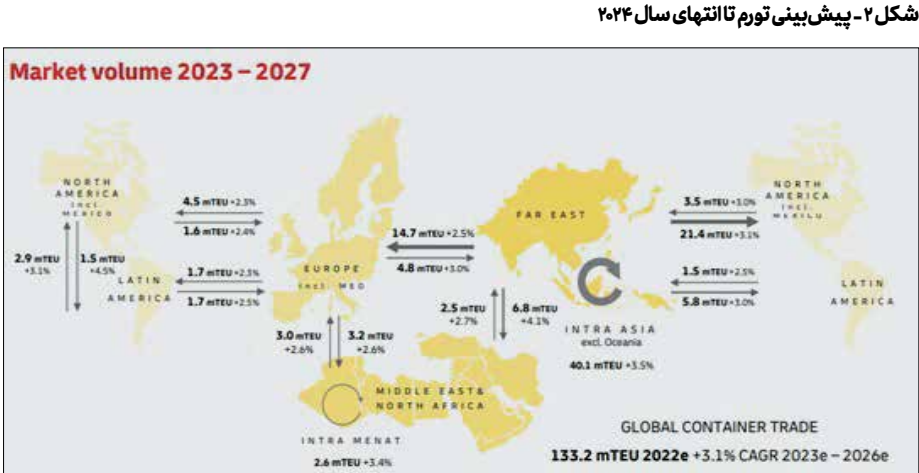 شکل ۲ - پیش‌بینی تورم تا انتهای سال ۲۰۲۴
Market volume 2023 – 2027
NORTH
AMERICA
Incl.
MEXICO
4.5 mTEU +2.3%
1.6 mTEU +2.4%
2.9 mTEU
+3.1%
1.5 mTEU
+4.5%
LATIN
AMERICA
1.7 mTEU +2.3%
1.7 mTEU +2.5%
EUROPE
Incl. MED
14.7 mTEU +2.5%
4.8 mTEU +3.0%
FAR EAST
3.5 mTEU +3.0%
21.4 mTEU +3.1%
NORTH
AMERICA
Incl.
1.5 mTEU +2.5%
5.8 mTEU +3.0%
LATIN
AMERICA
3.0 mTEU
+2.6%
3.2 mTEU
+2.6%
2.5 mTEU
+2.7%
6.8 mTEU
+4.1%
INTRA ASIA
excl. Oceania
40.1 mTEU +3.5%
MIDDLE EAST &
NORTH AFRICA
INTRA MENAT
2.6 mTEU +3.4%
GLOBAL CONTAINER TRADE
133.2 mTEU 2022e +3.1% CAGR 2023e – 2026e